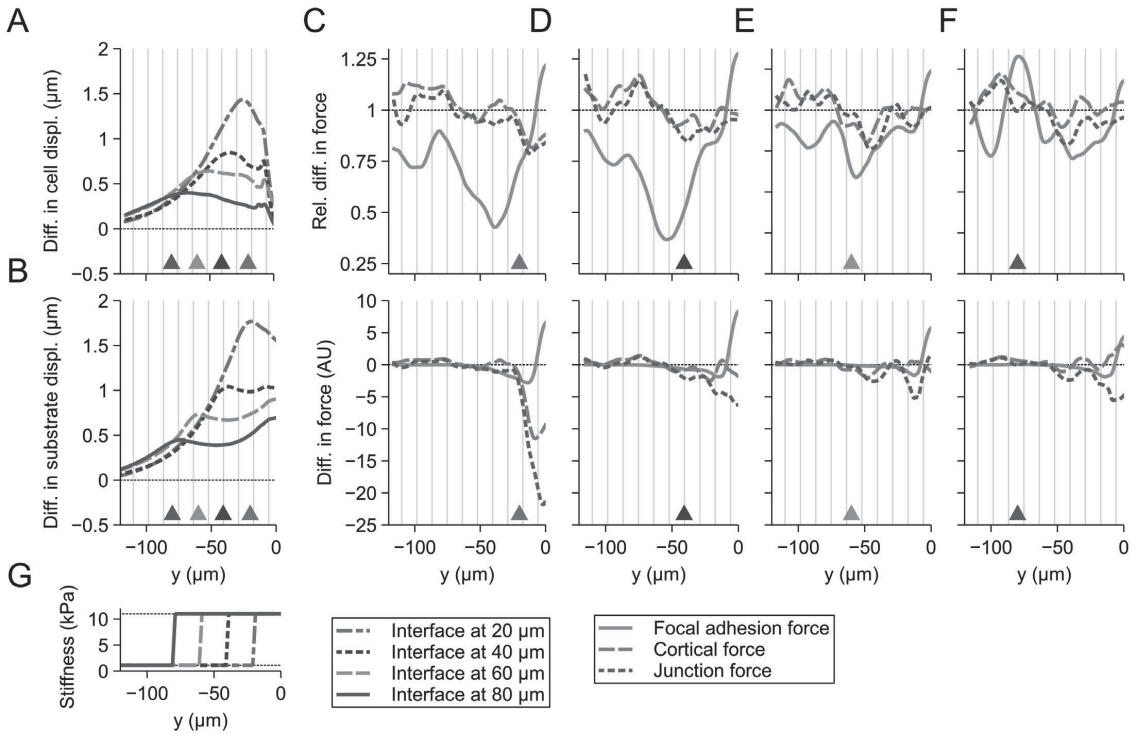 A
C
D
E
F
2
1.5
1
0.5
0
−0.5
Diff. in cell displ. (µm)
1.25
1
0.75
0.5
0.25
Rel. diff. in force
B
2
1.5
1
0.5
0
−0.5
Diff. in substrate displ. (µm)
−100
−50
0
y (µm)
10
5
0
−5
−10
−15
−20
−25
Diff. in force (AU)
−100
−50
0
y (µm)
−100
−50
0
y (µm)
−100
−50
0
y (µm)
−100
−50
0
y (µm)
G
10
5
0
Stiffness (kPa)
−100
−50
0
y (µm)
Interface at 20 µm
Interface at 40 µm
Interface at 60 µm
Interface at 80 µm
Focal adhesion force
Cortical force
Junction force